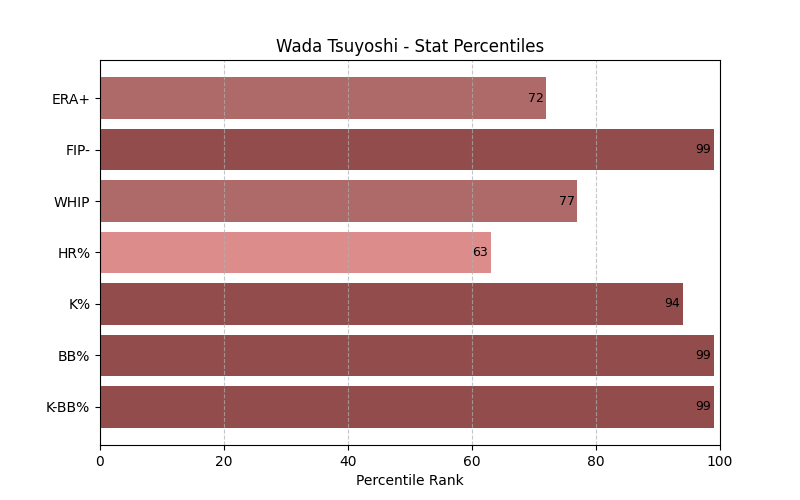 Wada Tsuyoshi - Stat Percentiles
ERA+ 72
FIP- 99
WHIP 77
HR% 63
K% 94
BB% 99
K-BB% 99
0 20 40 60 80 100
Percentile Rank